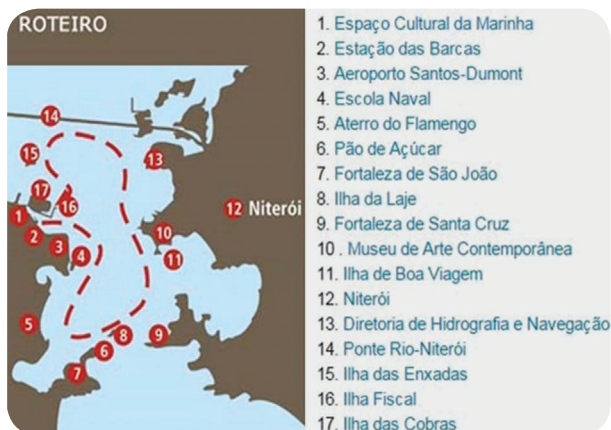 ROTEIRO
14
15
13
17
16
1
12 Niterói
2
10
3
4
11
5
8
9
6
7
1. Espaço Cultural da Marinha
2. Estação das Barcas
3. Aeroporto Santos-Dumont
4. Escola Naval
5. Aterro do Flamengo
6. Pão de Açúcar
7. Fortaleza de São João
8. Ilha da Laje
9. Fortaleza de Santa Cruz
10 . Museu de Arte Contemporânea
11. Ilha de Boa Viagem
12. Niterói
13. Diretoria de Hidrografia e Navegação
14. Ponte Rio-Niterói
15. Ilha das Enxadas
16. Ilha Fiscal
17. Ilha das Cobras